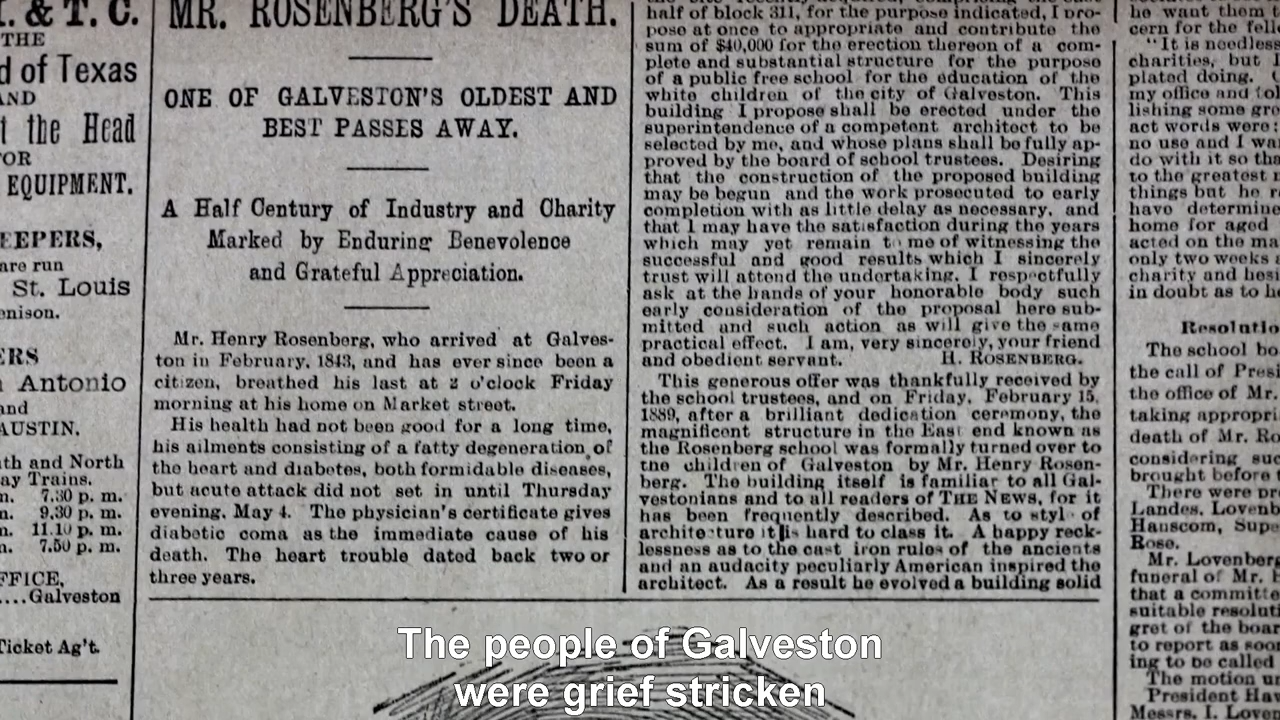 . & T. C.
THE
d of Texas
AND
t the Head
FOR
EQUIPMENT.
EEPERS,
are run
St. Louis
enison.
ERS
Antonio
and
AUSTIN.
uth and North
ay Trains.
m. 7.30 p. m.
n. 9.30 p. m.
n. 11.10 p. m.
n. 7.50 p. m.
OFFICE,
....Galveston
Ticket Ag't.
MR. ROSENBERG'S DEATH.
ONE OF GALVESTON'S OLDEST AND
BEST PASSES AWAY.
A Half Century of Industry and Charity
Marked by Enduring Benevolence
and Grateful Appreciation.
Mr. Henry Rosenberg, who arrived at Galves-
ton in February, 1843, and has ever since been a
citizen, breathed his last at 2 o'clock Friday
morning at his home on Market street.
His health had not been good for a long time,
his ailments consisting of a fatty degeneration of
the heart and diabetes, both formidable diseases,
but acute attack did not set in until Thursday
evening, May 4. The physician's certificate gives
diabetic coma as the immediate cause of his
death. The heart trouble dated back two or
three years.
half of block 311, for the purpose indicated, I pro-
pose at once to appropriate and contribute the
sum of $40,000 for the erection thereon of a com-
plete and substantial structure for the purpose
of a public free school for the education of the
white children of the city of Galveston. This
building I propose shall be erected under the
superintendence of a competent architect to be
selected by me, and whose plans shall be fully ap-
proved by the board of school trustees. Desiring
that the construction of the proposed building
may be begun and the work prosecuted to early
completion with as little delay as necessary, and
that I may have the satisfaction during the years
which may yet remain to me of witnessing the
successful and good results which I sincerely
trust will attend the undertaking, I respectfully
ask at the hands of your honorable body such
early consideration of the proposal here sub-
mitted and such action as will give the same
practical effect. I am, very sincerely, your friend
and obedient servant. H. ROSENBERG.
This generous offer was thankfully received by
the school trustees, and on Friday, February 15,
1889, after a brilliant dedication ceremony, the
magnificent structure in the East end known as
the Rosenberg school was formally turned over to
the children of Galveston by Mr. Henry Rosen-
berg. The building itself is familiar to all Gal-
vestonians and to all readers of THE NEWS, for it
has been frequently described. As to styl of
architecture it is hard to class it. A happy reck-
lessness as to the cast iron rules of the ancients
and an audacity peculiarly American inspired the
architect. As a result he evolved a building solid
he want them t
cern for the fell
"It is needless
charities, but I
plated doing.
my office and tol
lishing some gre
act words were:
no use and I wa
do with it so tha
to the greatest
things but he r
have determine
home for aged
acted on the ma
only two weeks
charity and hesi
in doubt as to h
Resolutio
The school bo
the call of Presi
the office of Mr.
taking appropri
death of Mr. Ro
considering suc
brought before
There were pr
Landes, Lovenb
Hanscom, Supe
Rose.
Mr. Lovenberg
funeral of Mr.
that a committe
suitable resoluti
gret of the boar
to report as soon
ing to be called
The motion un
President Hav
Messrs. I. Loven
The people of Galveston
were grief stricken